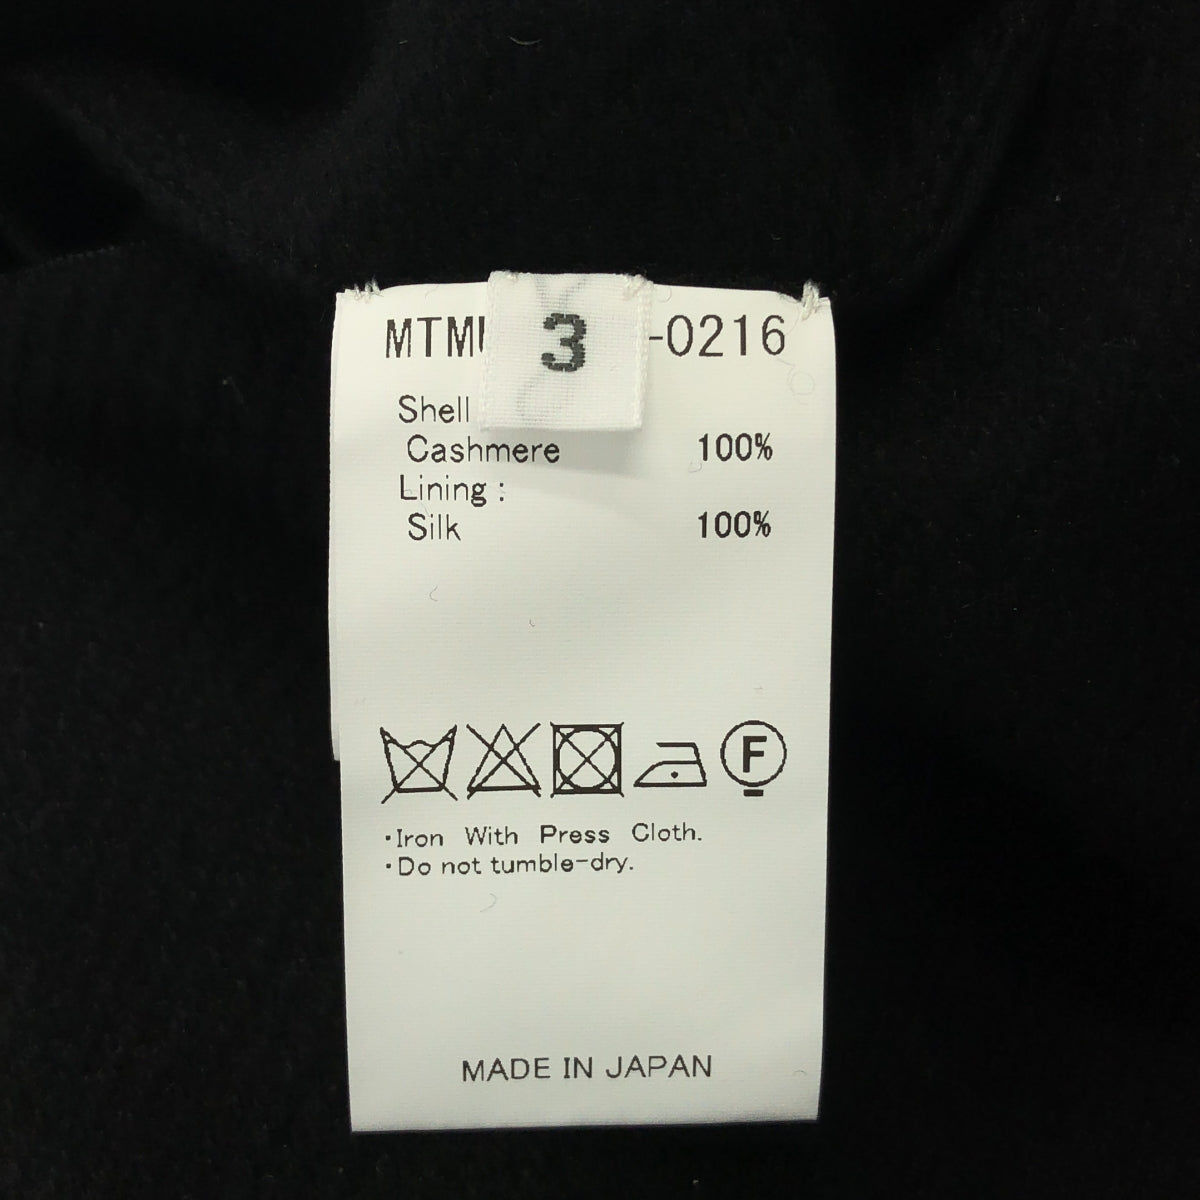 3
-0216
Shell
Cashmere 100%
Lining :
Silk 100%
F
・Iron With Press Cloth.
・Do not tumble-dry.
MADE IN JAPAN